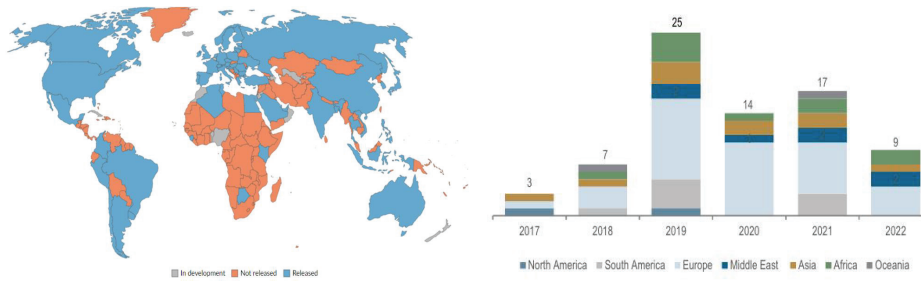 In development Not released Released
25
17
14
9
7
3
2017 2018 2019 2020 2021 2022
North America South America Europe Middle East Asia Africa Oceania